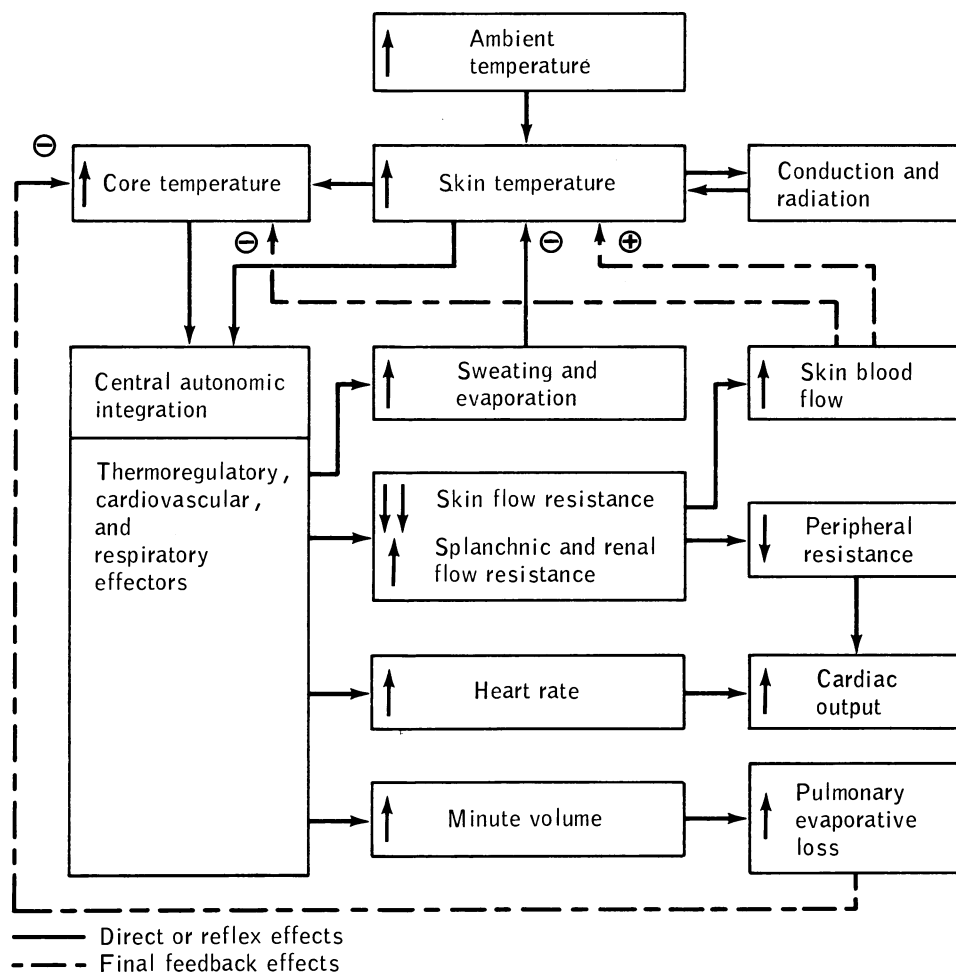 Ambient
temperature
⊖
Core temperature
Skin temperature
Conduction and
radiation
⊖
⊖
⊕
Central autonomic
integration
Sweating and
evaporation
Skin blood
flow
Thermoregulatory,
cardiovascular,
and
respiratory
effectors
Skin flow resistance
Splanchnic and renal
flow resistance
Peripheral
resistance
Heart rate
Cardiac
output
Minute volume
Pulmonary
evaporative
loss
Direct or reflex effects
Final feedback effects